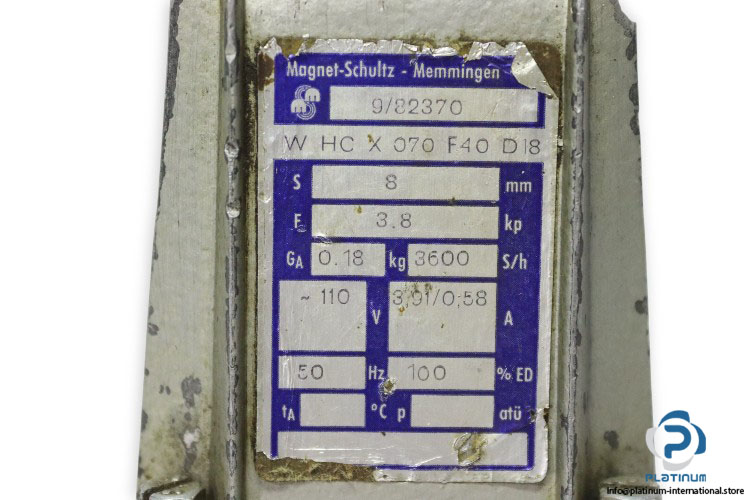 Magnet-Schultz - Memmingen
9/82370
W HC X 070 F40 D18
S 8 mm
F 3.8 kp
GA 0.18 kg 3600 S/h
~ 110 V 3,91/0;58 A
50 Hz 100 % ED
tA °C p atü
PLATINUM
info@platinum-international.store